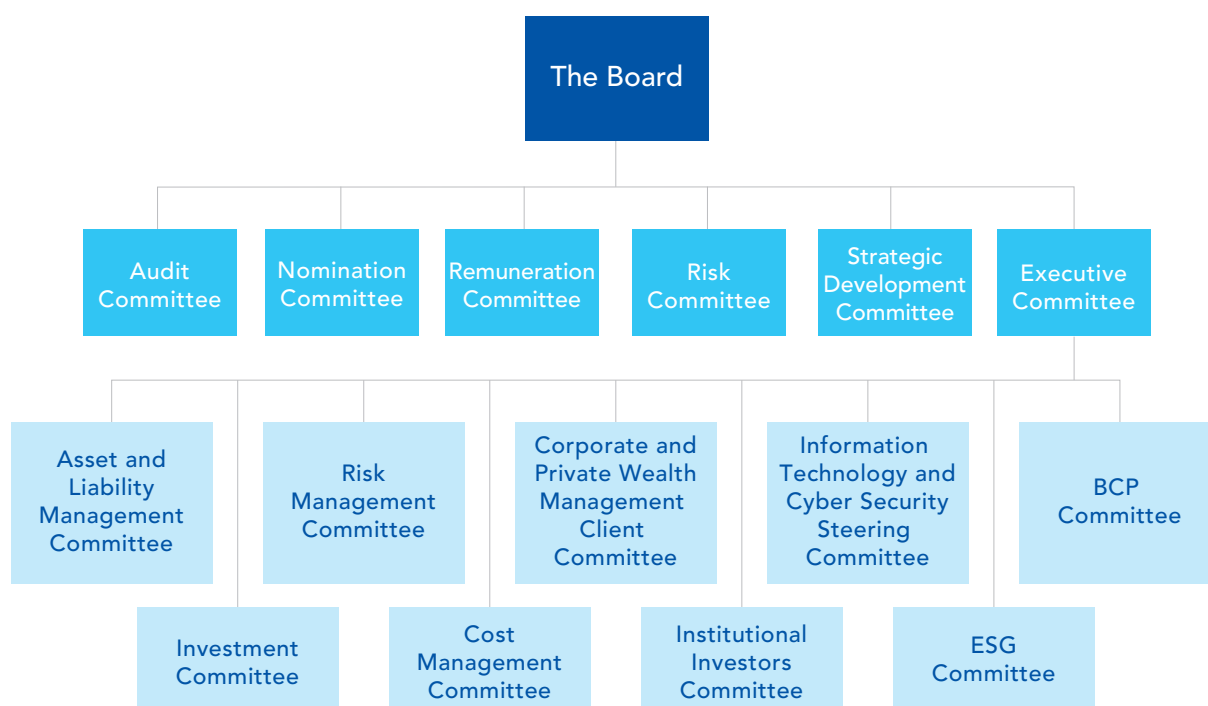 The Board
Audit
Committee
Nomination
Committee
Remuneration
Committee
Risk
Committee
Strategic
Development
Committee
Executive
Committee
Asset and
Liability
Management
Committee
Risk
Management
Committee
Corporate and
Private Wealth
Management
Client
Committee
Information
Technology and
Cyber Security
Steering
Committee
BCP
Committee
Investment
Committee
Cost
Management
Committee
Institutional
Investors
Committee
ESG
Committee